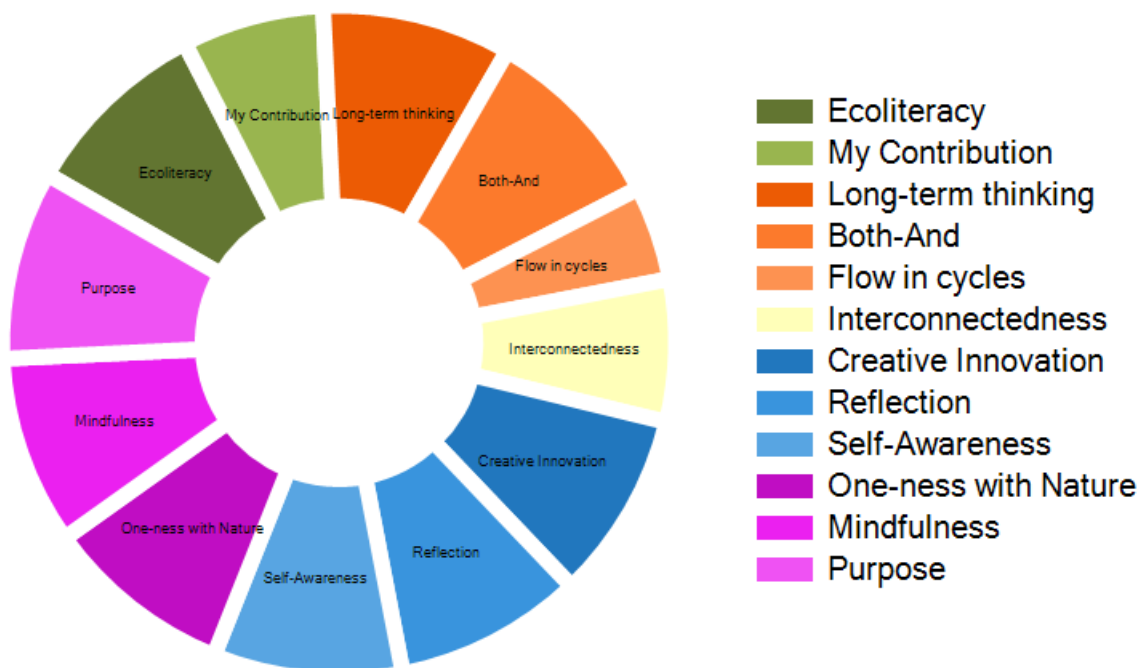 My Contribution
Long-term thinking
Ecoliteracy
Both-And
Flow in cycles
Purpose
Interconnectedness
Mindfulness
Creative Innovation
One-ness with Nature
Reflection
Self-Awareness
Ecoliteracy
My Contribution
Long-term thinking
Both-And
Flow in cycles
Interconnectedness
Creative Innovation
Reflection
Self-Awareness
One-ness with Nature
Mindfulness
Purpose